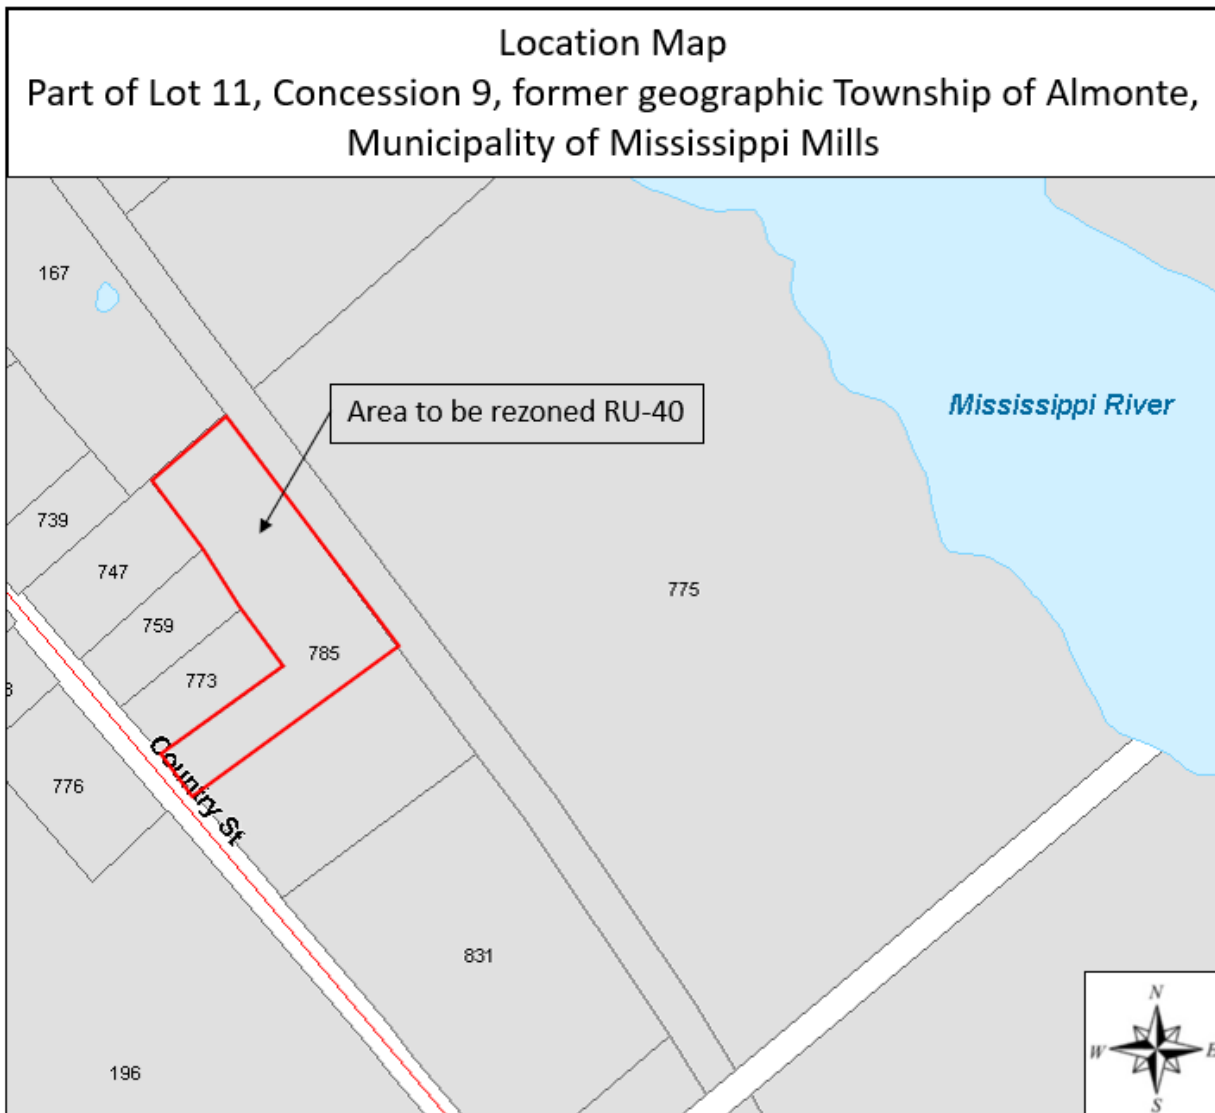 Location Map
Part of Lot 11, Concession 9, former geographic Township of Almonte,
Municipality of Mississippi Mills
167
Area to be rezoned RU-40
Mississippi River
739
747
775
759
785
773
776
Country St
831
196
N
W
E
S